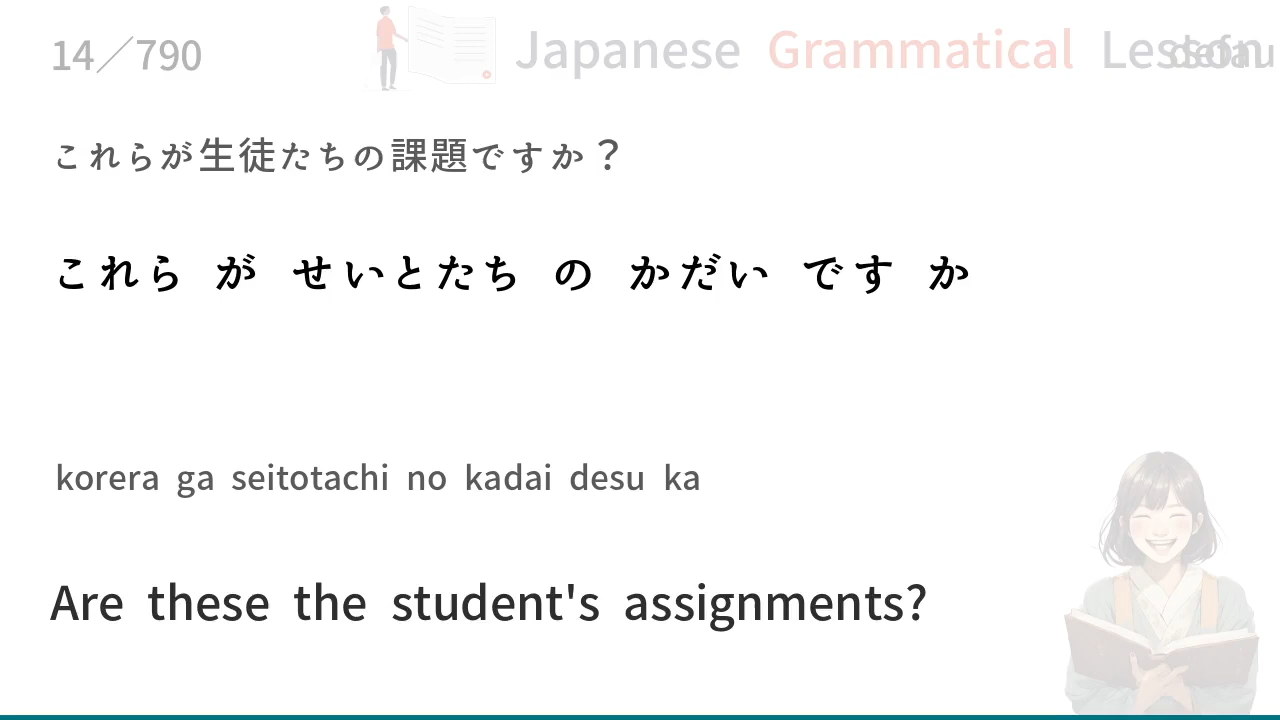 14／790
Japanese Grammatical Lesson
defau
これらが生徒たちの課題ですか？
これら が せいとたち の かだい です か
korera ga seitotachi no kadai desu ka
Are these the student's assignments?